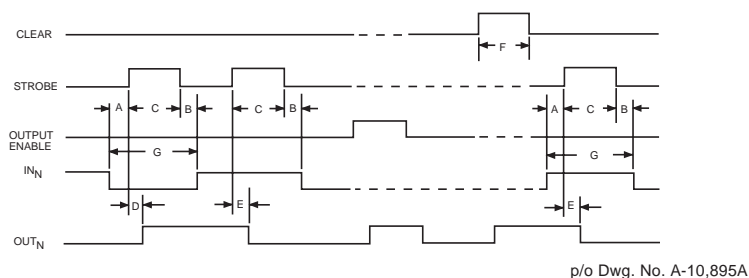 CLEAR
F
STROBE
A C B C B A C B
OUTPUT
ENABLE
G G
IN_N
D E E
OUT_N
p/o Dwg. No. A-10,895A